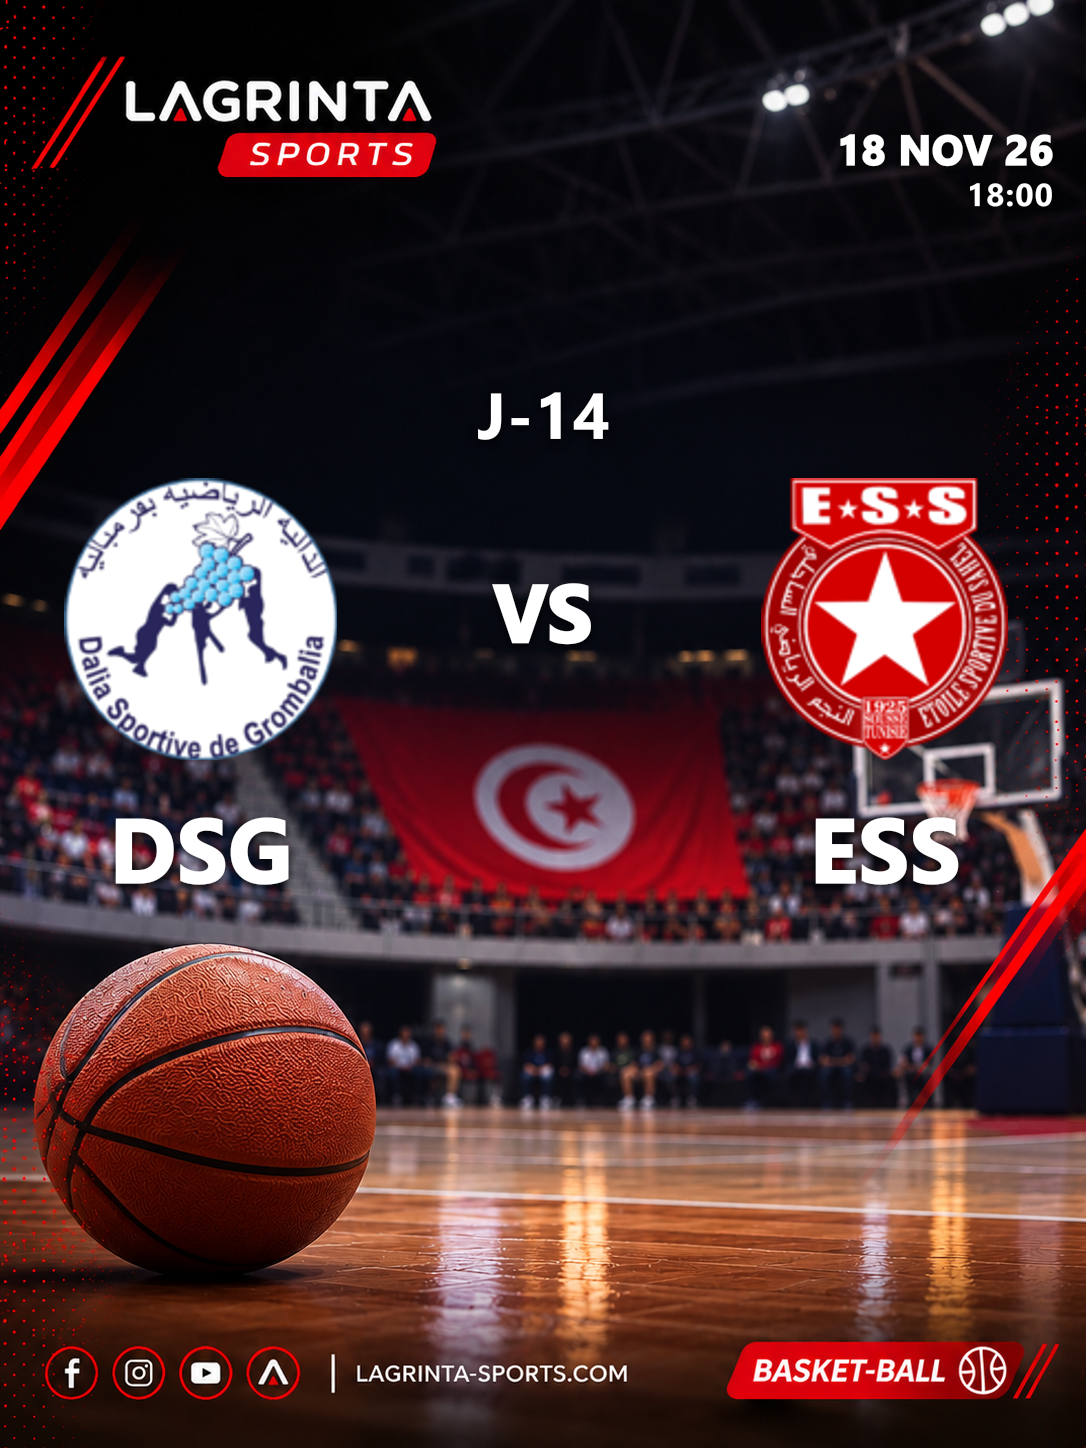 LAGRINTA
SPORTS
18 NOV 26
18:00
J-14
الدالية الرياضية بقرمبالية
Dalia Sportive de Grombalia
VS
E★S★S
النجم الرياضي الساحلي
ETOILE SPORTIVE DU SAHEL
1925
SOUSSE
TUNISIE
DSG
ESS
LAGRINTA-SPORTS.COM
BASKET-BALL